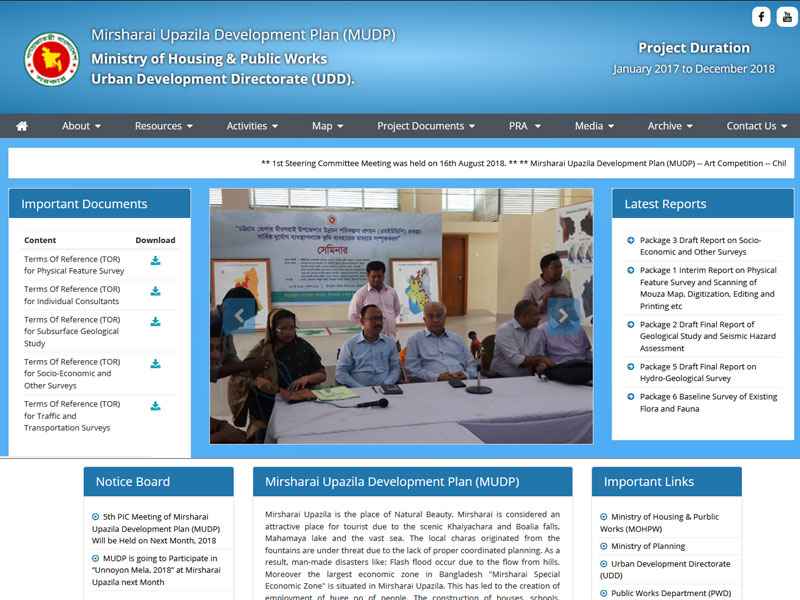 Mirsharai Upazila Development Plan (MUDP)
Ministry of Housing & Public Works
Urban Development Directorate (UDD).
Project Duration
January 2017 to December 2018
About
Resources
Activities
Map
Project Documents
PRA
Media
Archive
Contact Us
** 1st Steering Committee Meeting was held on 16th August 2018. ** ** Mirsharai Upazila Development Plan (MUDP) -- Art Competition -- Chil
Important Documents
Content Download
Terms Of Reference (TOR)
for Physical Feature Survey
Terms Of Reference (TOR)
for Individual Consultants
Terms Of Reference (TOR)
for Subsurface Geological
Study
Terms Of Reference (TOR)
for Socio-Economic and
Other Surveys
Terms Of Reference (TOR)
for Traffic and
Transportation Surveys
সেমিনার
Latest Reports
Package 3 Draft Report on Socio-
Economic and Other Surveys
Package 1 Interim Report on Physical
Feature Survey and Scanning of
Mouza Map, Digitization, Editing and
Printing etc
Package 2 Draft Final Report of
Geological Study and Seismic Hazard
Assessment
Package 5 Draft Final Report on
Hydro-Geological Survey
Package 6 Baseline Survey of Existing
Flora and Fauna
Notice Board
5th PIC Meeting of Mirsharai
Upazila Development Plan (MUDP)
Will be Held on Next Month, 2018
MUDP is going to Participate in
“Unnoyon Mela, 2018” at Mirsharai
Upazila next Month
Mirsharai Upazila Development Plan (MUDP)
Mirsharai Upazila is the place of Natural Beauty. Mirsharai is considered an
attractive place for tourist due to the scenic Khaiyachara and Boalia falls,
Mahamaya lake and the vast sea. The local charas originated from the
fountains are under threat due to the lack of proper coordinated planning. As a
result, man-made disasters like: Flash flood occur due to the flow from hills.
Moreover the largest economic zone in Bangladesh "Mirsharai Special
Economic Zone" is situated in Mirsharai Upazila. This has led to the creation of
employment of huge no of people. The construction of houses, schools,
Important Links
Ministry of Housing & Purblic
Works (MOHPW)
Ministry of Planning
Urban Development Directorate
(UDD)
Public Works Department (PWD)